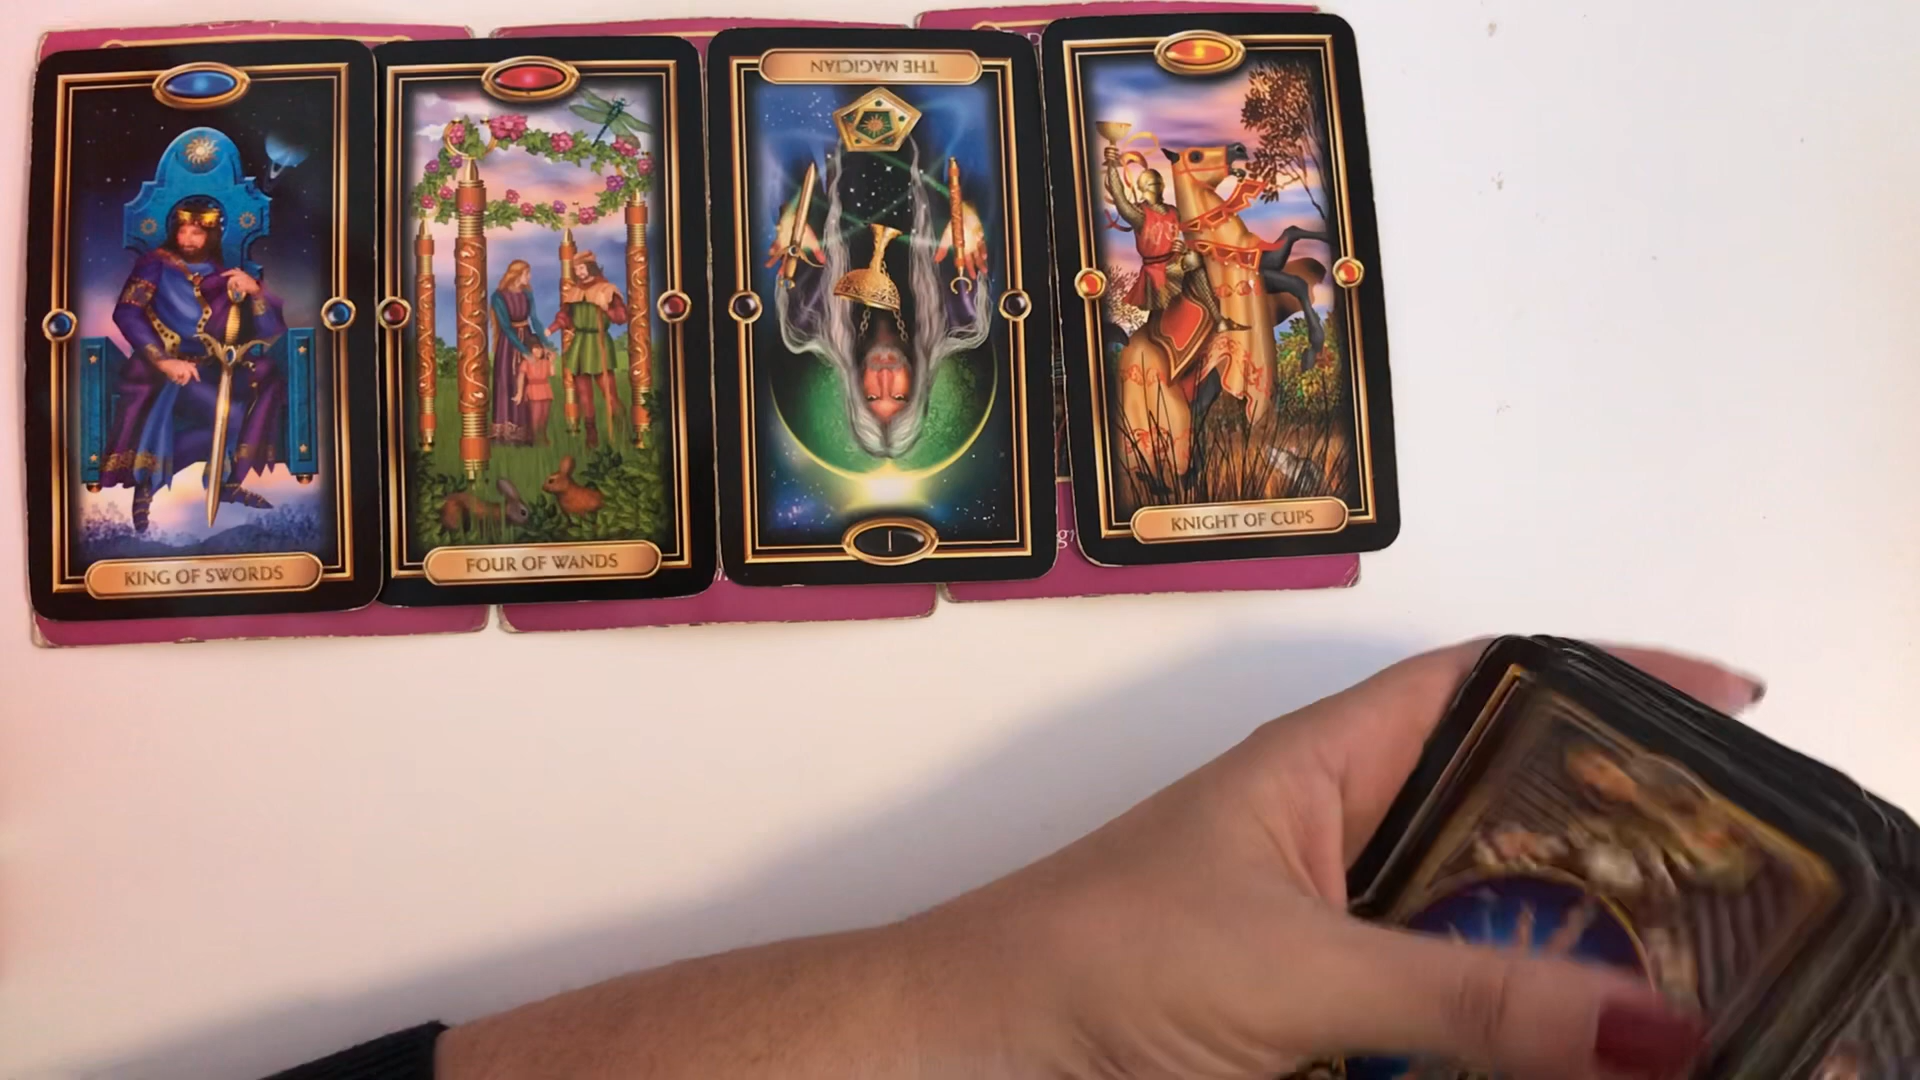 KING OF SWORDS
FOUR OF WANDS
THE MAGICIAN
I
KNIGHT OF CUPS